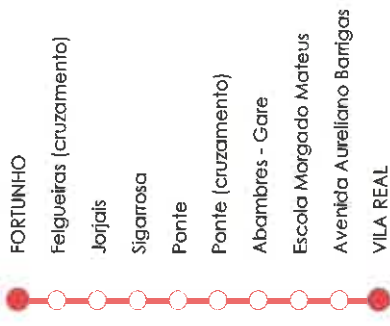 FORTUNHO
Felgueiras (cruzamento)
Jorjais
Sigarrosa
Ponte
Ponte (cruzamento)
Abambres - Gare
Escola Morgado Mateus
Avenida Aureliano Barrigas
VILA REAL